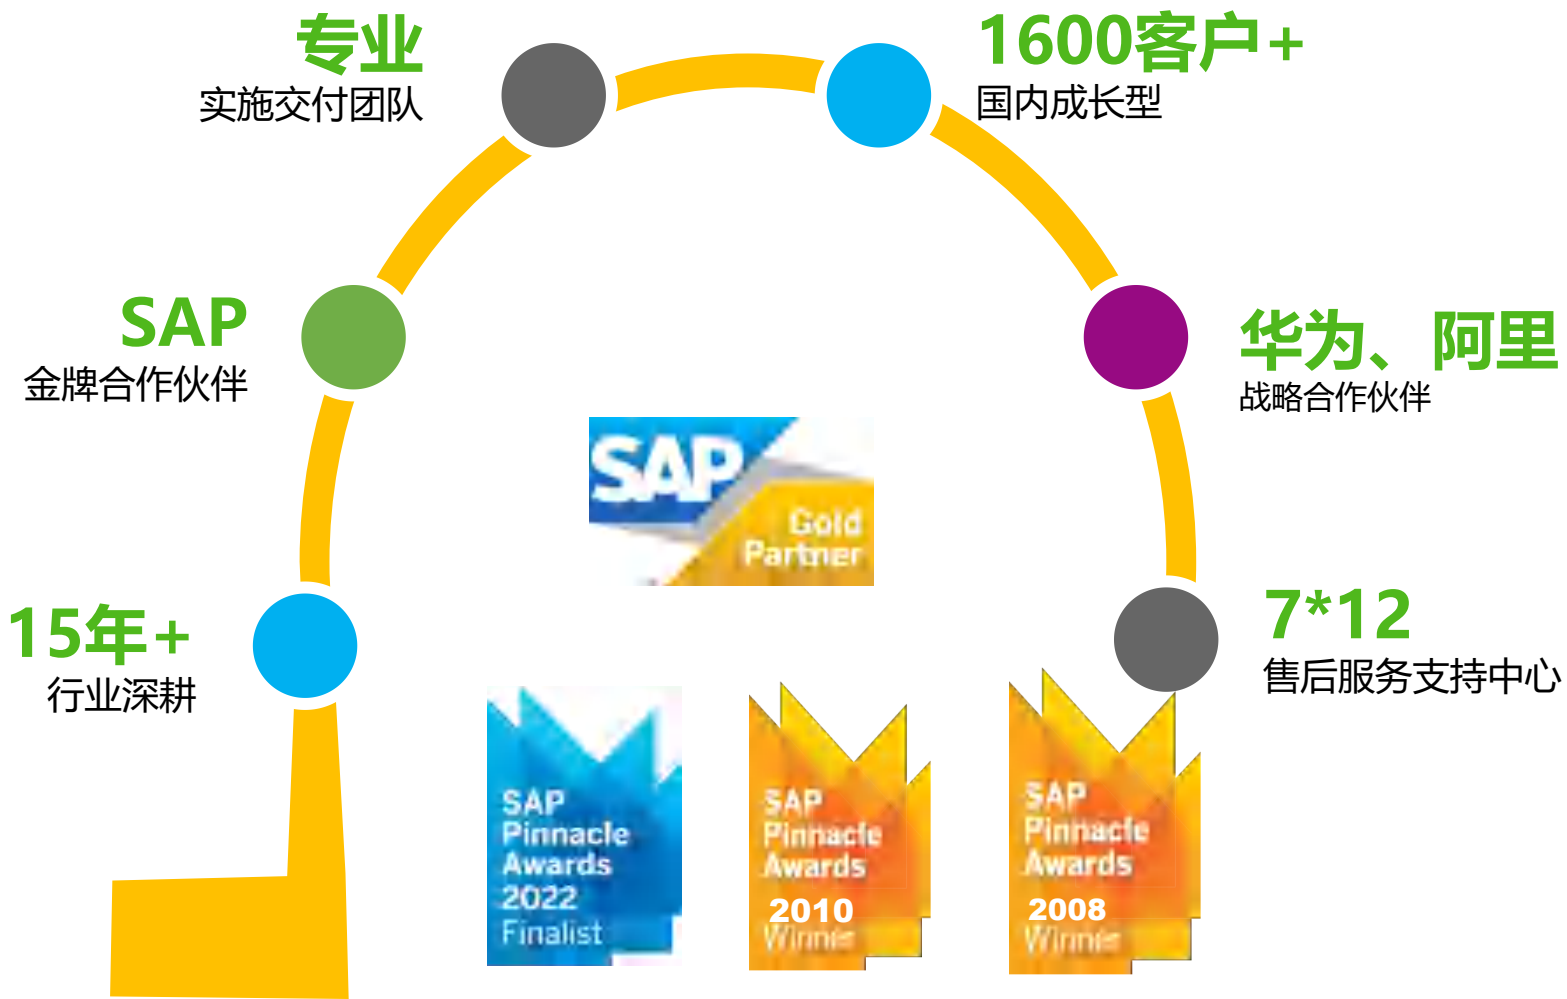 专业
实施交付团队
1600客户+
国内成长型
SAP
金牌合作伙伴
华为、阿里
战略合作伙伴
SAP
Gold
Partner
15年+
行业深耕
7*12
售后服务支持中心
SAP
Pinnacle
Awards
2022
Finalist
SAP
Pinnacle
Awards
2010
Winner
SAP
Pinnacle
Awards
2008
Winner